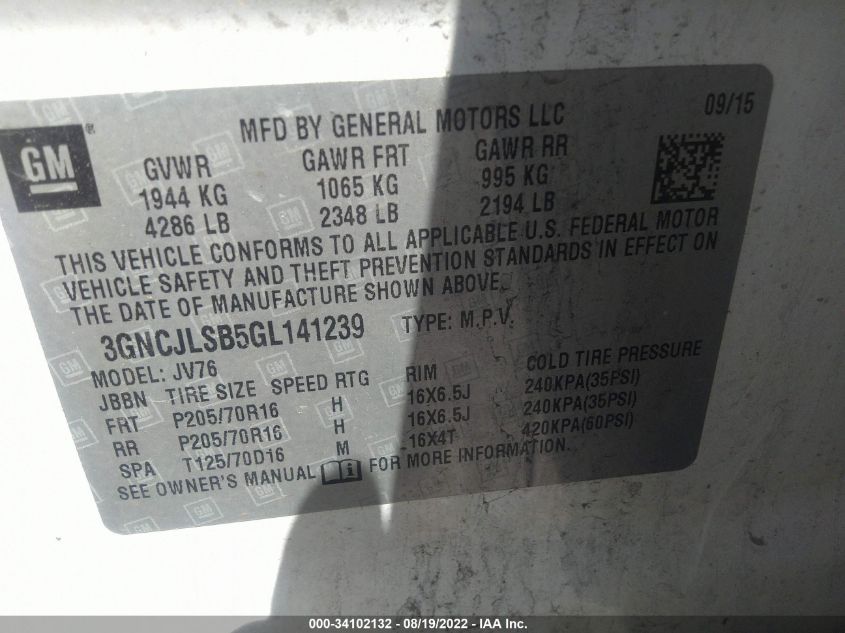 GM®
MFD BY GENERAL MOTORS LLC 09/15
GVWR GAWR FRT GAWR RR
1944 KG 1065 KG 995 KG
4286 LB 2348 LB 2194 LB
THIS VEHICLE CONFORMS TO ALL APPLICABLE U.S. FEDERAL MOTOR
VEHICLE SAFETY AND THEFT PREVENTION STANDARDS IN EFFECT ON
THE DATE OF MANUFACTURE SHOWN ABOVE.
3GNCJLSB5GL141239 TYPE: M.P.V.
MODEL: JV76
JBBN TIRE SIZE SPEED RTG RIM COLD TIRE PRESSURE
FRT P205/70R16 H 16X6.5J 240KPA(35PSI)
RR P205/70R16 H 16X6.5J 240KPA(35PSI)
SPA T125/70D16 M 16X4T 420KPA(60PSI)
SEE OWNER'S MANUAL FOR MORE INFORMATION.
000-34102132 - 08/19/2022 - IAA Inc.